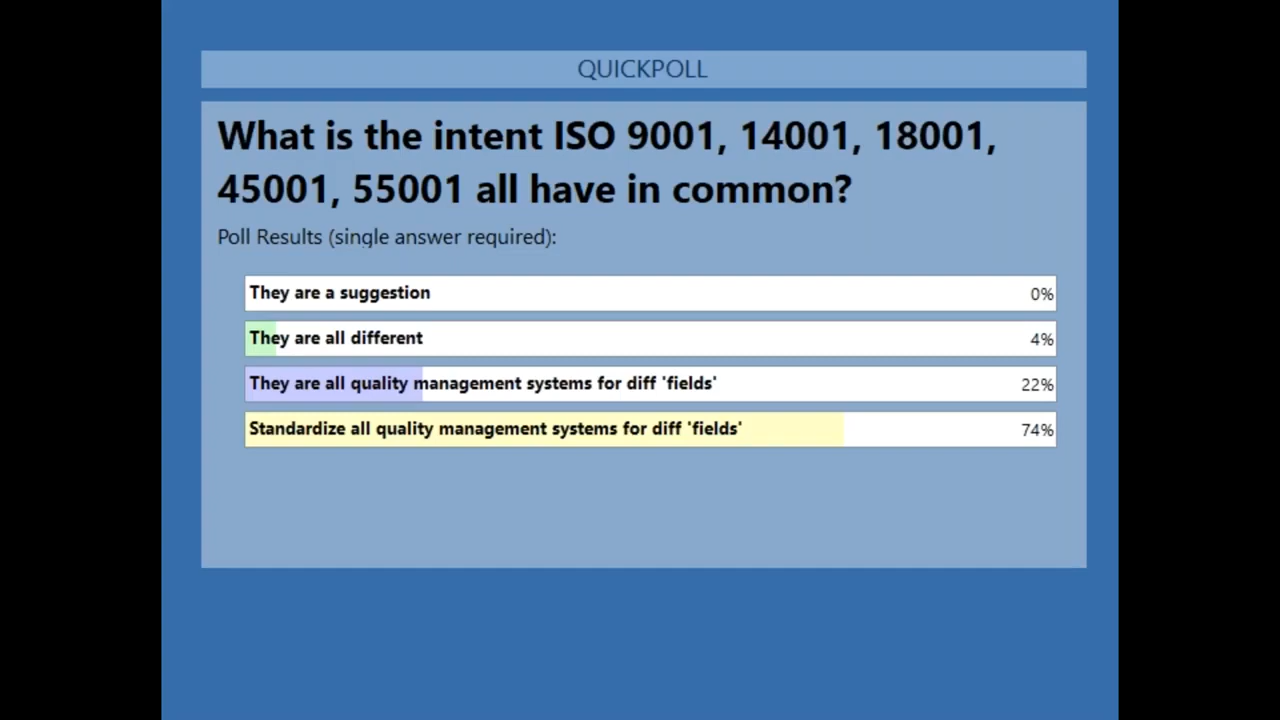 QUICKPOLL
What is the intent ISO 9001, 14001, 18001,
45001, 55001 all have in common?
Poll Results (single answer required):
They are a suggestion 0%
They are all different 4%
They are all quality management systems for diff 'fields' 22%
Standardize all quality management systems for diff 'fields' 74%